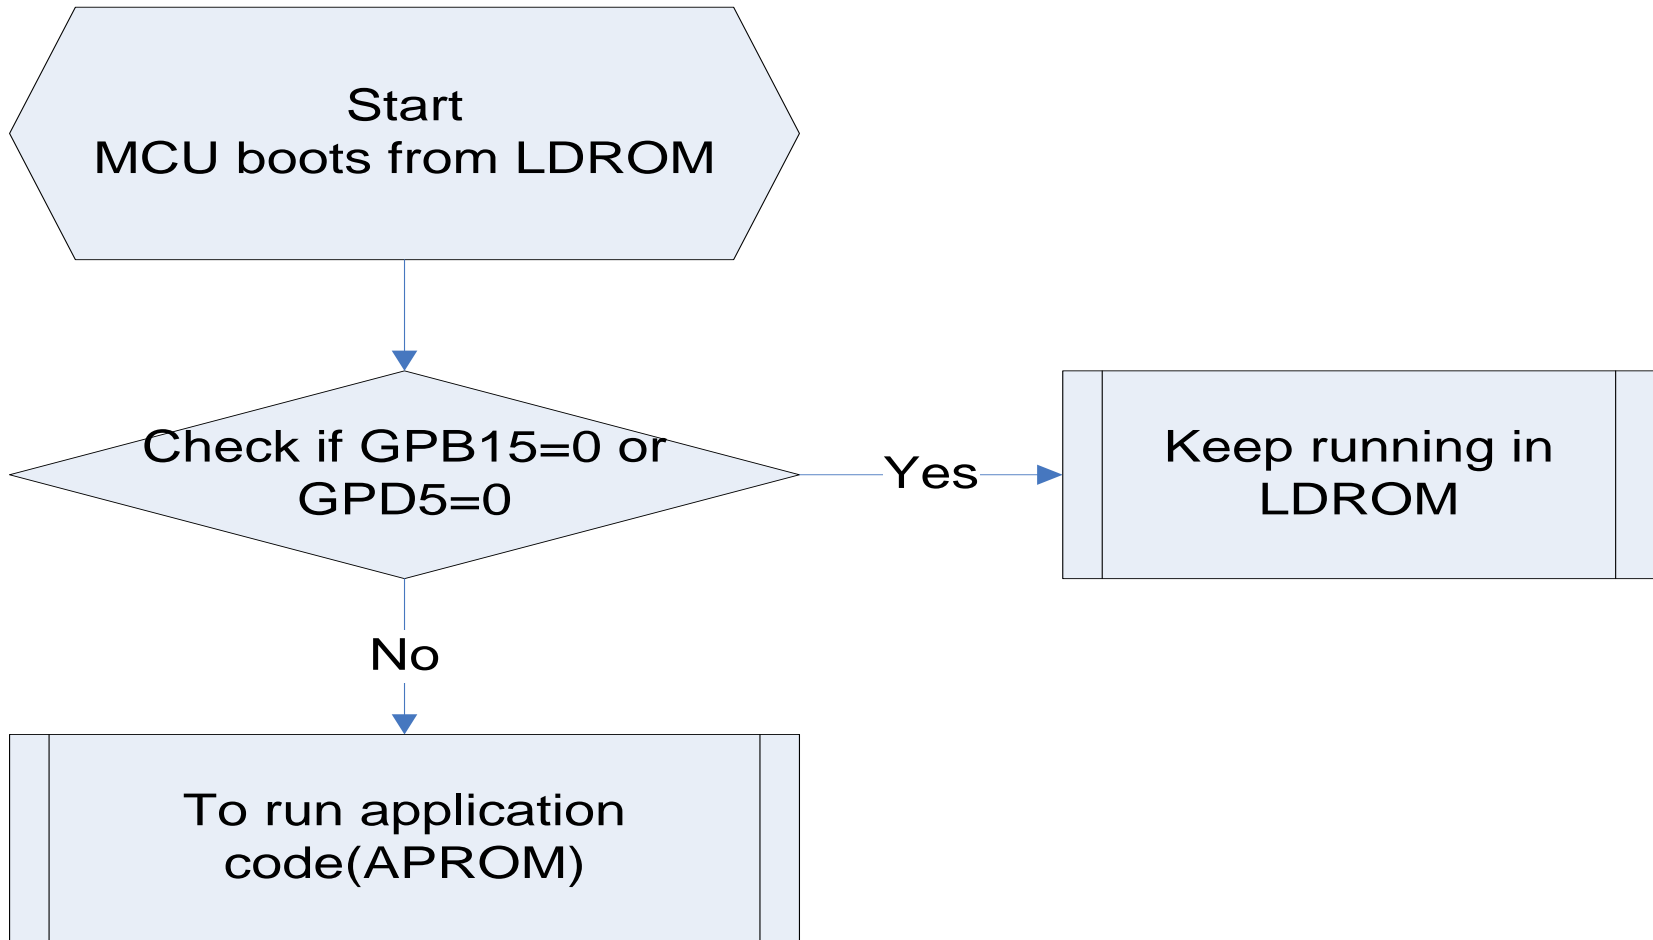 Start
MCU boots from LDROM
Check if GPB15=0 or
GPD5=0
Yes
Keep running in
LDROM
No
To run application
code(APROM)